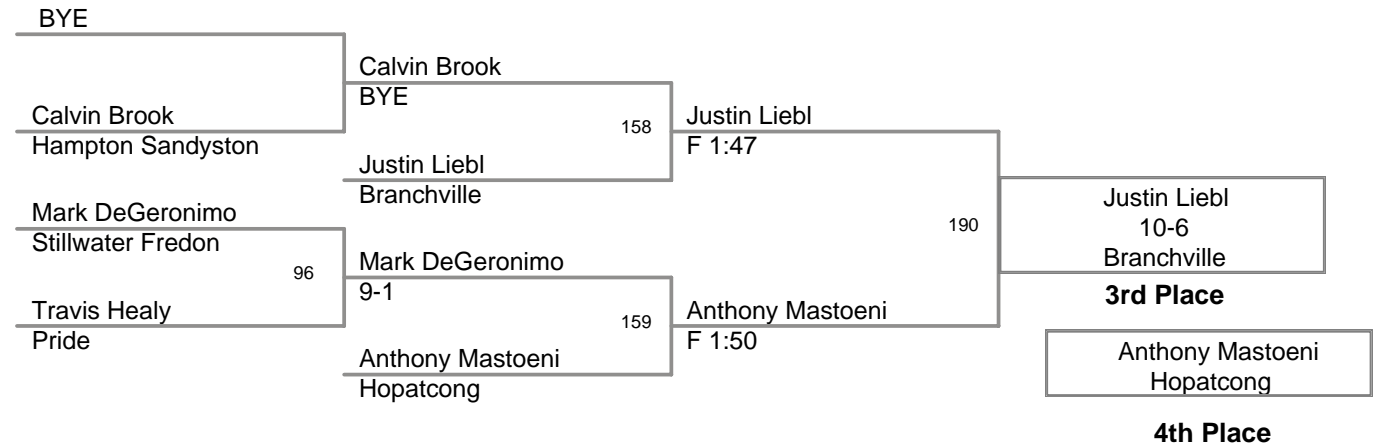 BYE
Calvin Brook
BYE
Calvin Brook
Hampton Sandyston
158
Justin Liebl
F 1:47
Justin Liebl
Branchville
Mark DeGeronimo
Stillwater Fredon
190
Justin Liebl
10-6
Branchville
3rd Place
96
Mark DeGeronimo
9-1
Travis Healy
Pride
159
Anthony Mastoeni
F 1:50
Anthony Mastoeni
Hopatcong
Anthony Mastoeni
Hopatcong
4th Place